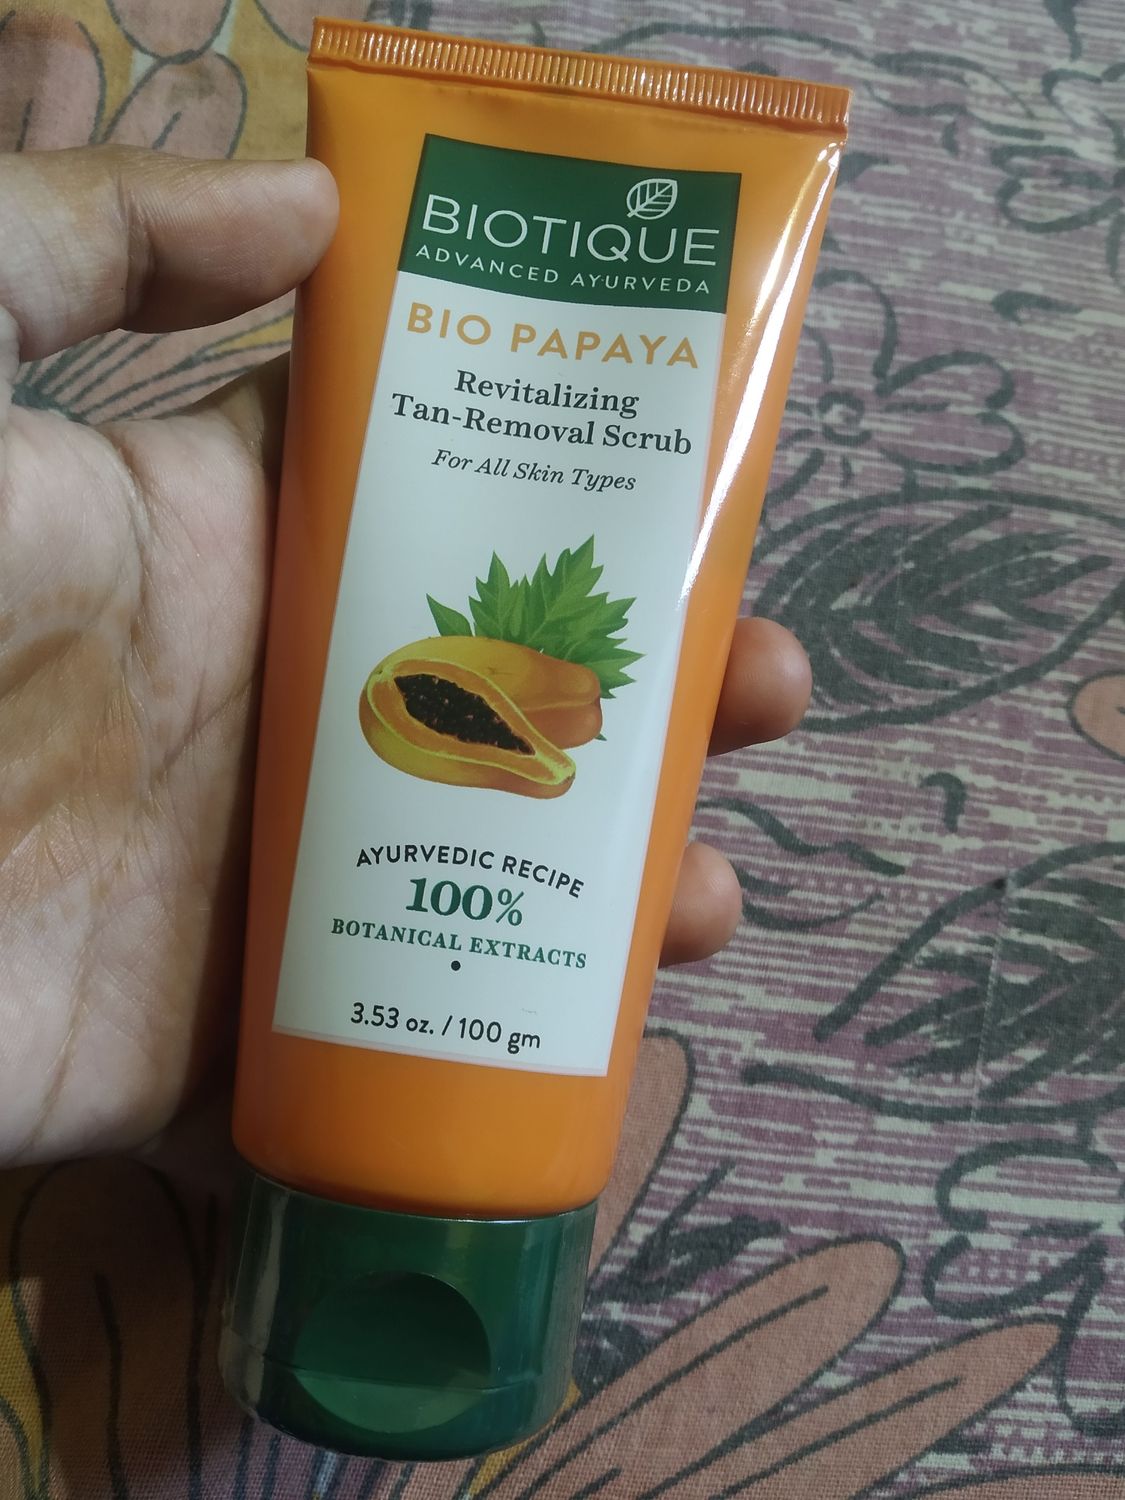 BIOTIQUE
ADVANCED AYURVEDA
BIO PAPAYA
Revitalizing
Tan-Removal Scrub
For All Skin Types
AYURVEDIC RECIPE
100%
BOTANICAL EXTRACTS
3.53 oz. / 100 gm